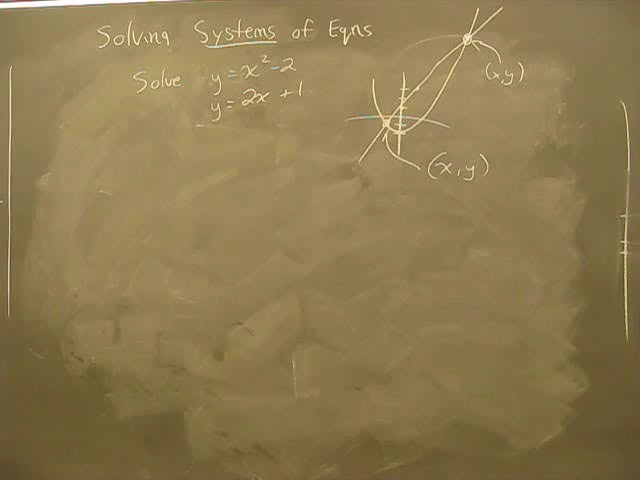 Solving Systems of Eqns
Solve y = x² - 2
y = 2x + 1
(x,y)
(x, y)